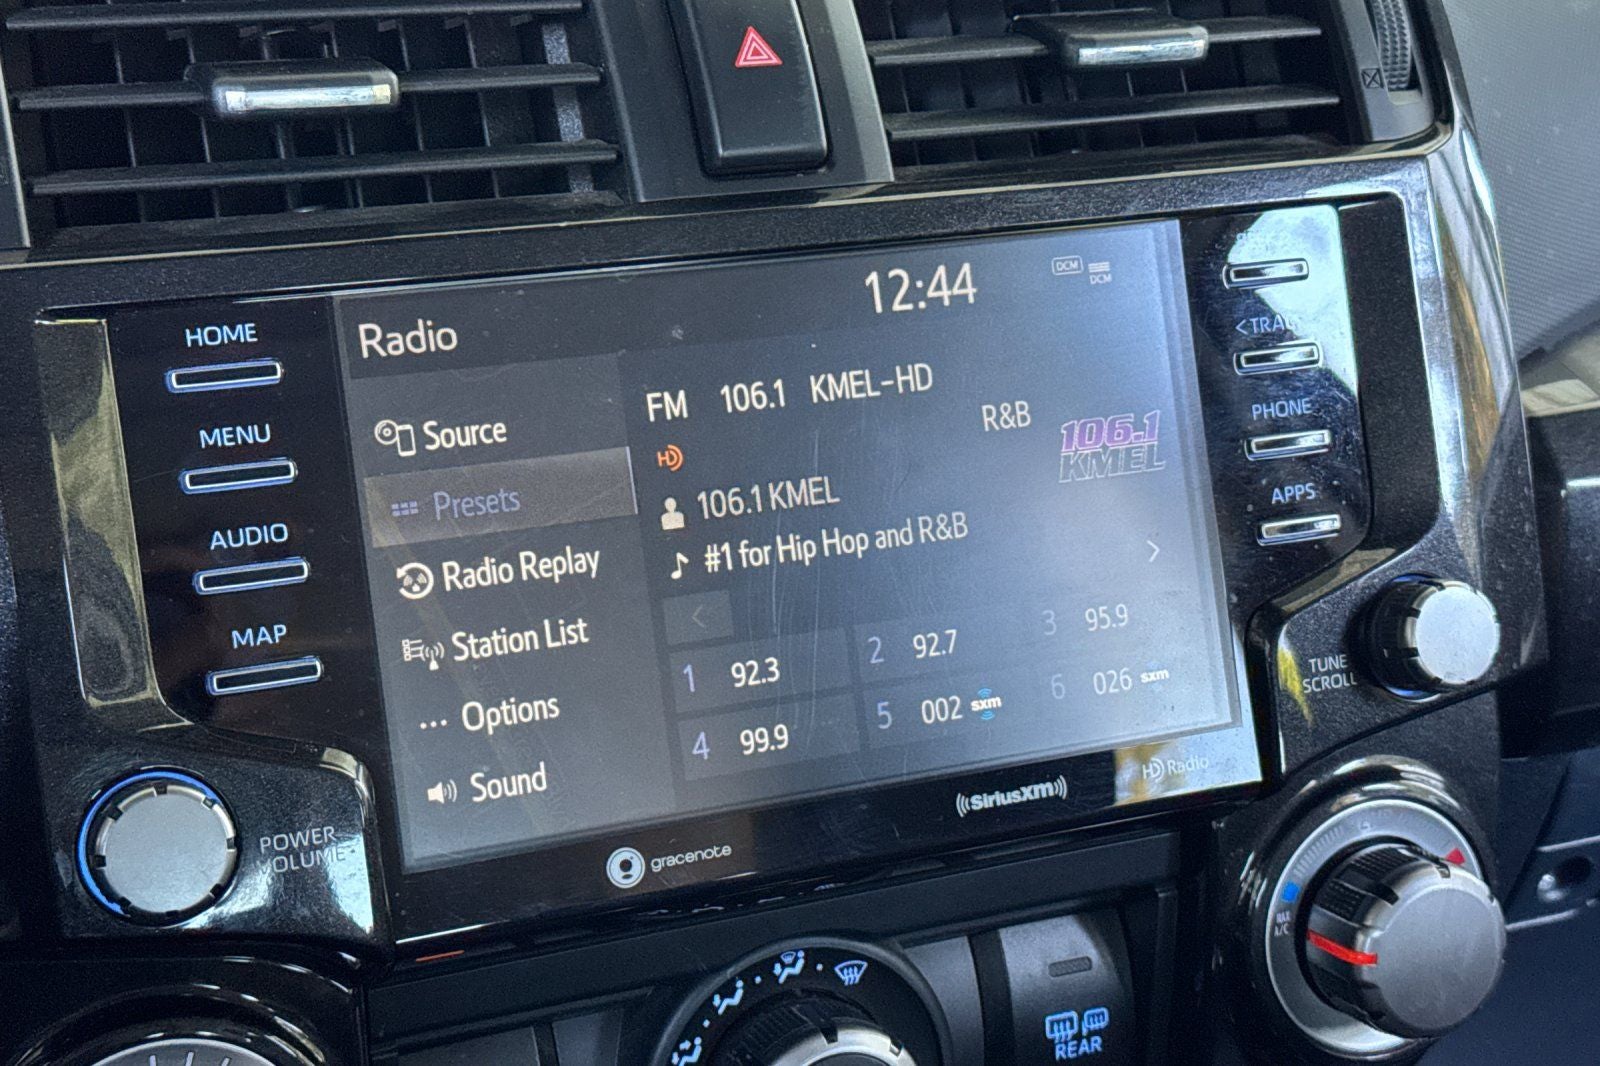 12:44
DCM
DCM
HOME
MENU
AUDIO
MAP
POWER
VOLUME
Radio
Source
Presets
Radio Replay
Station List
Options
Sound
FM 106.1 KMEL-HD
R&B
HD
106.1
KMEL
106.1 KMEL
#1 for Hip Hop and R&B
1 92.3
2 92.7
3 95.9
4 99.9
5 002 sxm
6 026 sxm
gracenote
SiriusXM
HD Radio
PHONE
APPS
TUNE
SCROLL
MAX
A/C
REAR